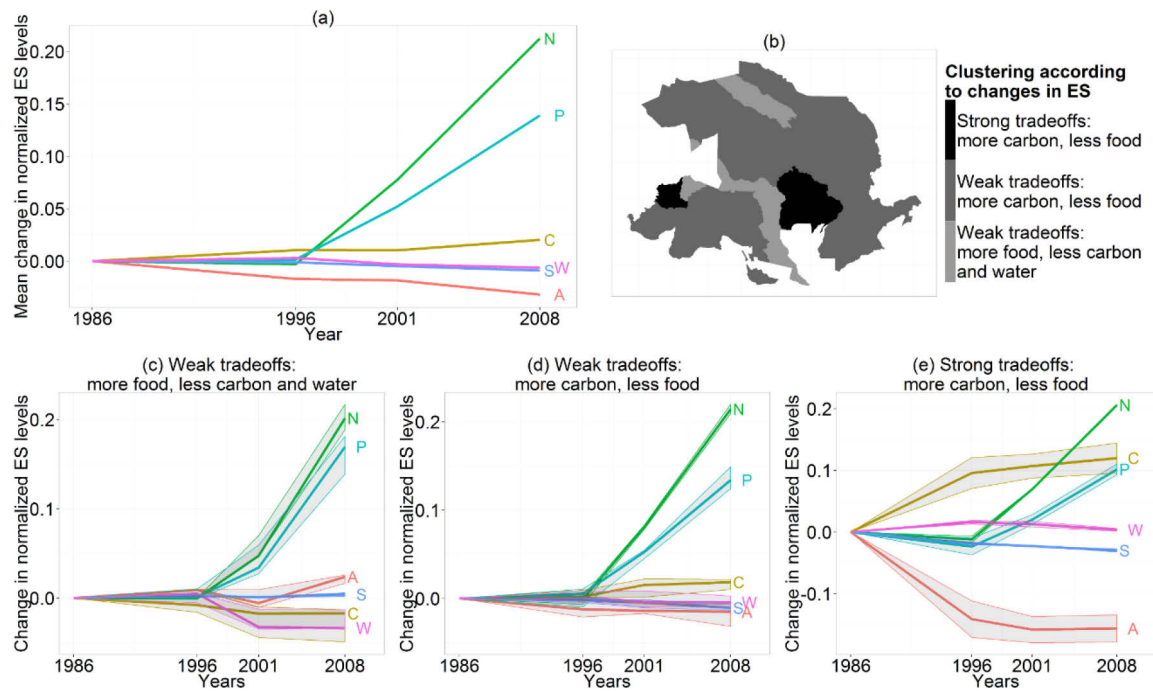 (a)
Mean change in normalized ES levels
0.20
0.15
0.10
0.05
0.00
N
P
C
W
S
A
1986
1996
2001
2008
Year
(b)
Clustering according
to changes in ES
Strong tradeoffs:
more carbon, less food
Weak tradeoffs:
more carbon, less food
Weak tradeoffs:
more food, less carbon
and water
(c) Weak tradeoffs:
more food, less carbon and water
Change in normalized ES levels
0.2
0.1
0.0
N
P
A
S
C
W
1986
1996
2001
2008
Years
(d) Weak tradeoffs:
more carbon, less food
Change in normalized ES levels
0.2
0.1
0.0
N
P
C
W
S
A
1986
1996
2001
2008
Years
(e) Strong tradeoffs:
more carbon, less food
Change in normalized ES levels
0.2
0.1
0.0
-0.1
N
C
P
W
S
A
1986
1996
2001
2008
Years